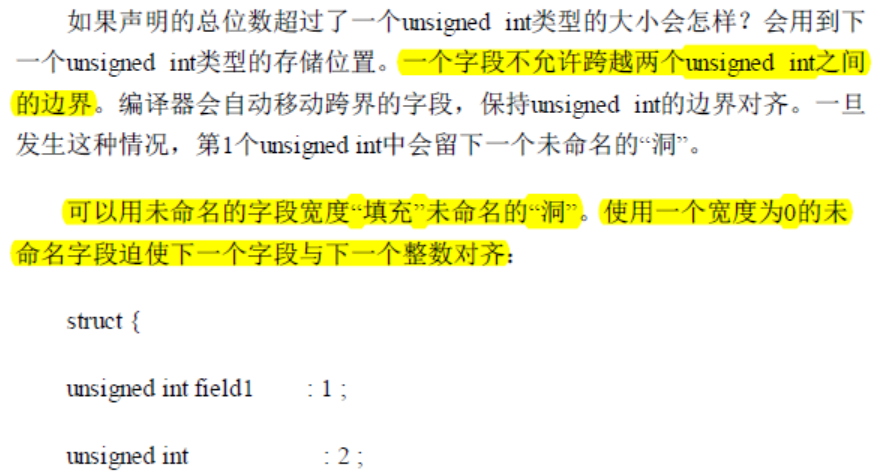 如果声明的总位数超过了一个unsigned int类型的大小会怎样？会用到下
一个unsigned int类型的存储位置。一个字段不允许跨越两个unsigned int之间
的边界。编译器会自动移动跨界的字段，保持unsigned int的边界对齐。一旦
发生这种情况，第1个unsigned int中会留下一个未命名的“洞”。
可以用未命名的字段宽度“填充”未命名的“洞”。使用一个宽度为0的未
命名字段迫使下一个字段与下一个整数对齐：
struct {
unsigned int field1 : 1 ;
unsigned int : 2 ;